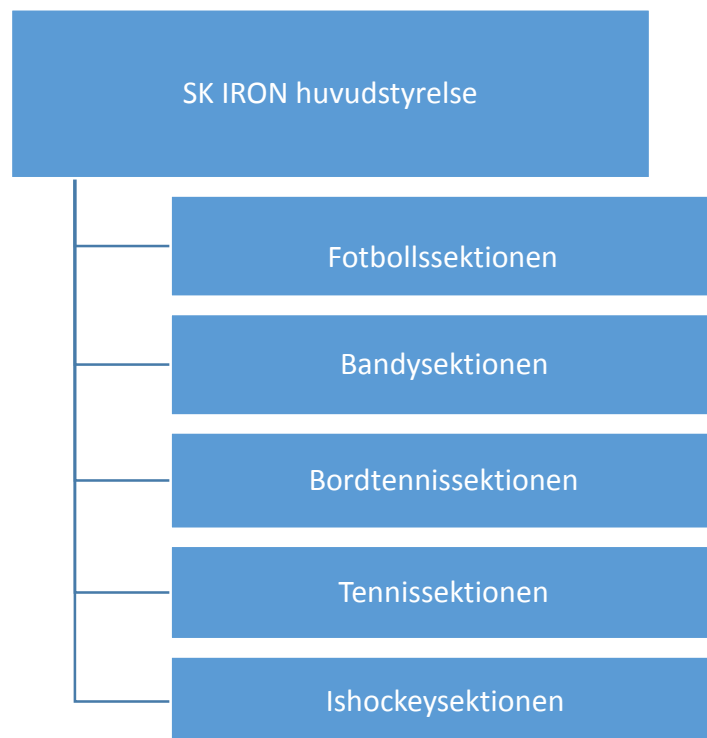 SK IRON huvudstyrelse
Fotbollssektionen
Bandysektionen
Bordtennissektionen
Tennissektionen
Ishockeysektionen